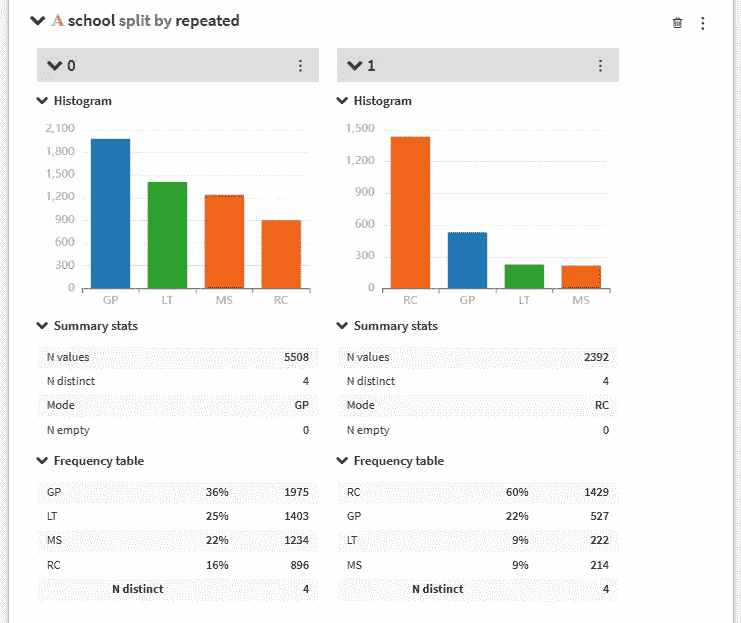 A school split by repeated
0
Histogram
2,100
1,800
1,500
1,200
900
600
300
0
GP LT MS RC
Summary stats
N values 5508
N distinct 4
Mode GP
N empty 0
Frequency table
GP 36% 1975
LT 25% 1403
MS 22% 1234
RC 16% 896
N distinct 4
1
Histogram
1,500
1,200
900
600
300
0
RC GP LT MS
Summary stats
N values 2392
N distinct 4
Mode RC
N empty 0
Frequency table
RC 60% 1429
GP 22% 527
LT 9% 222
MS 9% 214
N distinct 4